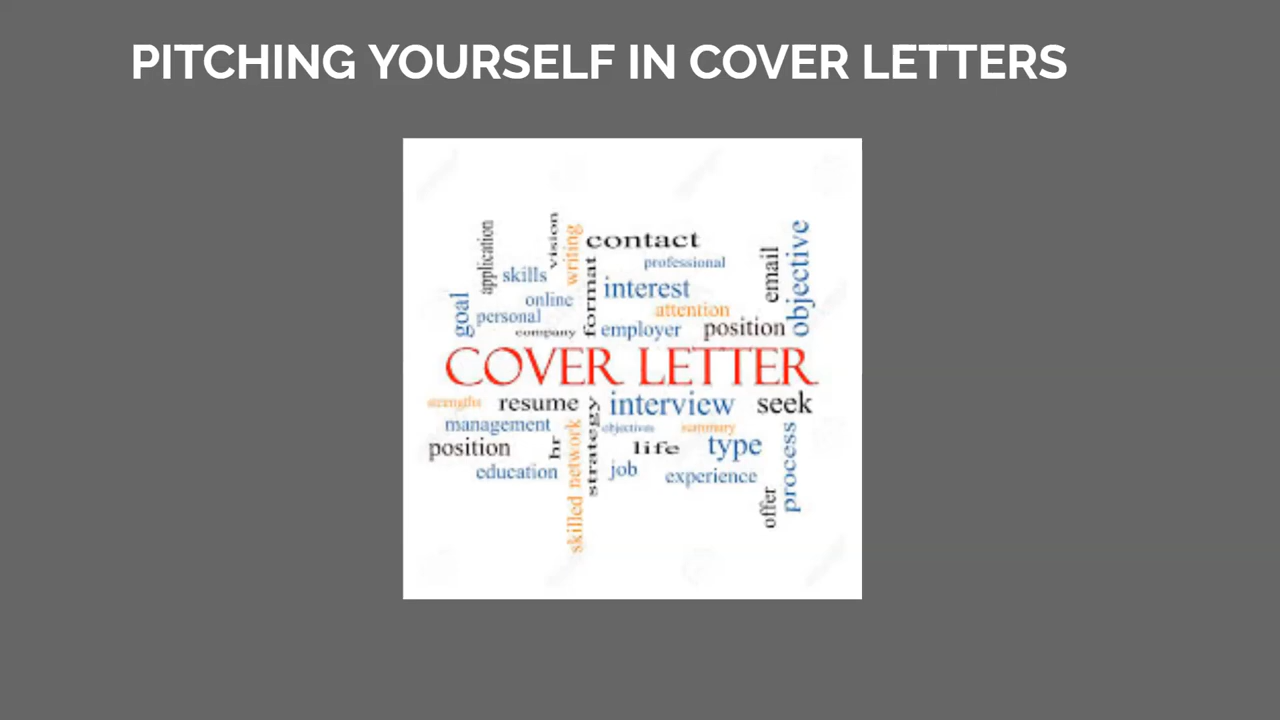 PITCHING YOURSELF IN COVER LETTERS
application
vision
writing
contact
email
objective
skills
professional
goal
online
format
interest
personal
attention
company
employer
position
COVER LETTER
strengths
resume
strategy
interview
seek
management
objectives
summary
position
hr
skilled network
life
type
process
education
job
experience
offer